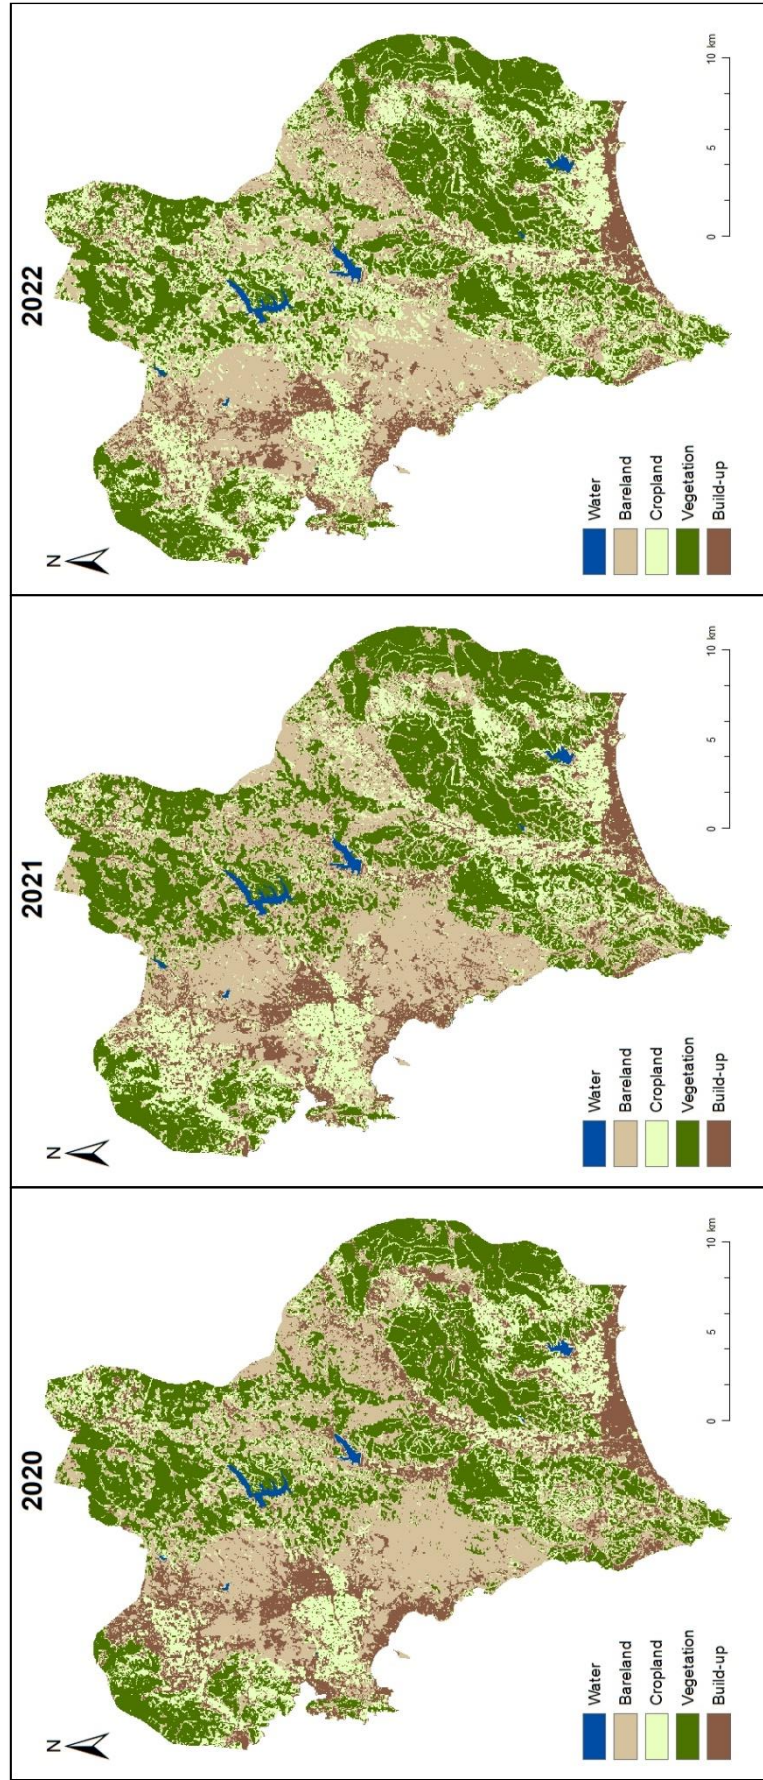 2020
N
Water
Bareland
Cropland
Vegetation
Build-up
0 5 10 km
2021
N
Water
Bareland
Cropland
Vegetation
Build-up
0 5 10 km
2022
N
Water
Bareland
Cropland
Vegetation
Build-up
0 5 10 km